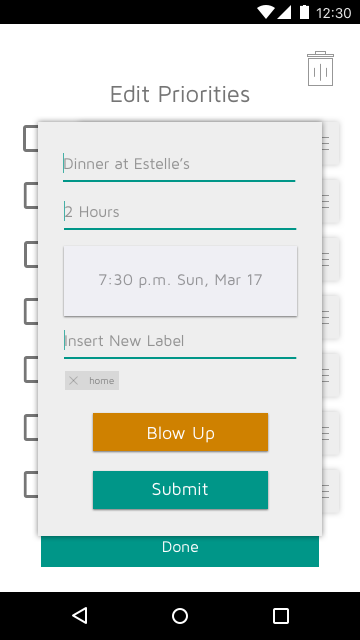 12:30
Edit Priorities
Dinner at Estelle's
2 Hours
7:30 p.m. Sun, Mar 17
Insert New Label
home
Blow Up
Submit
Done